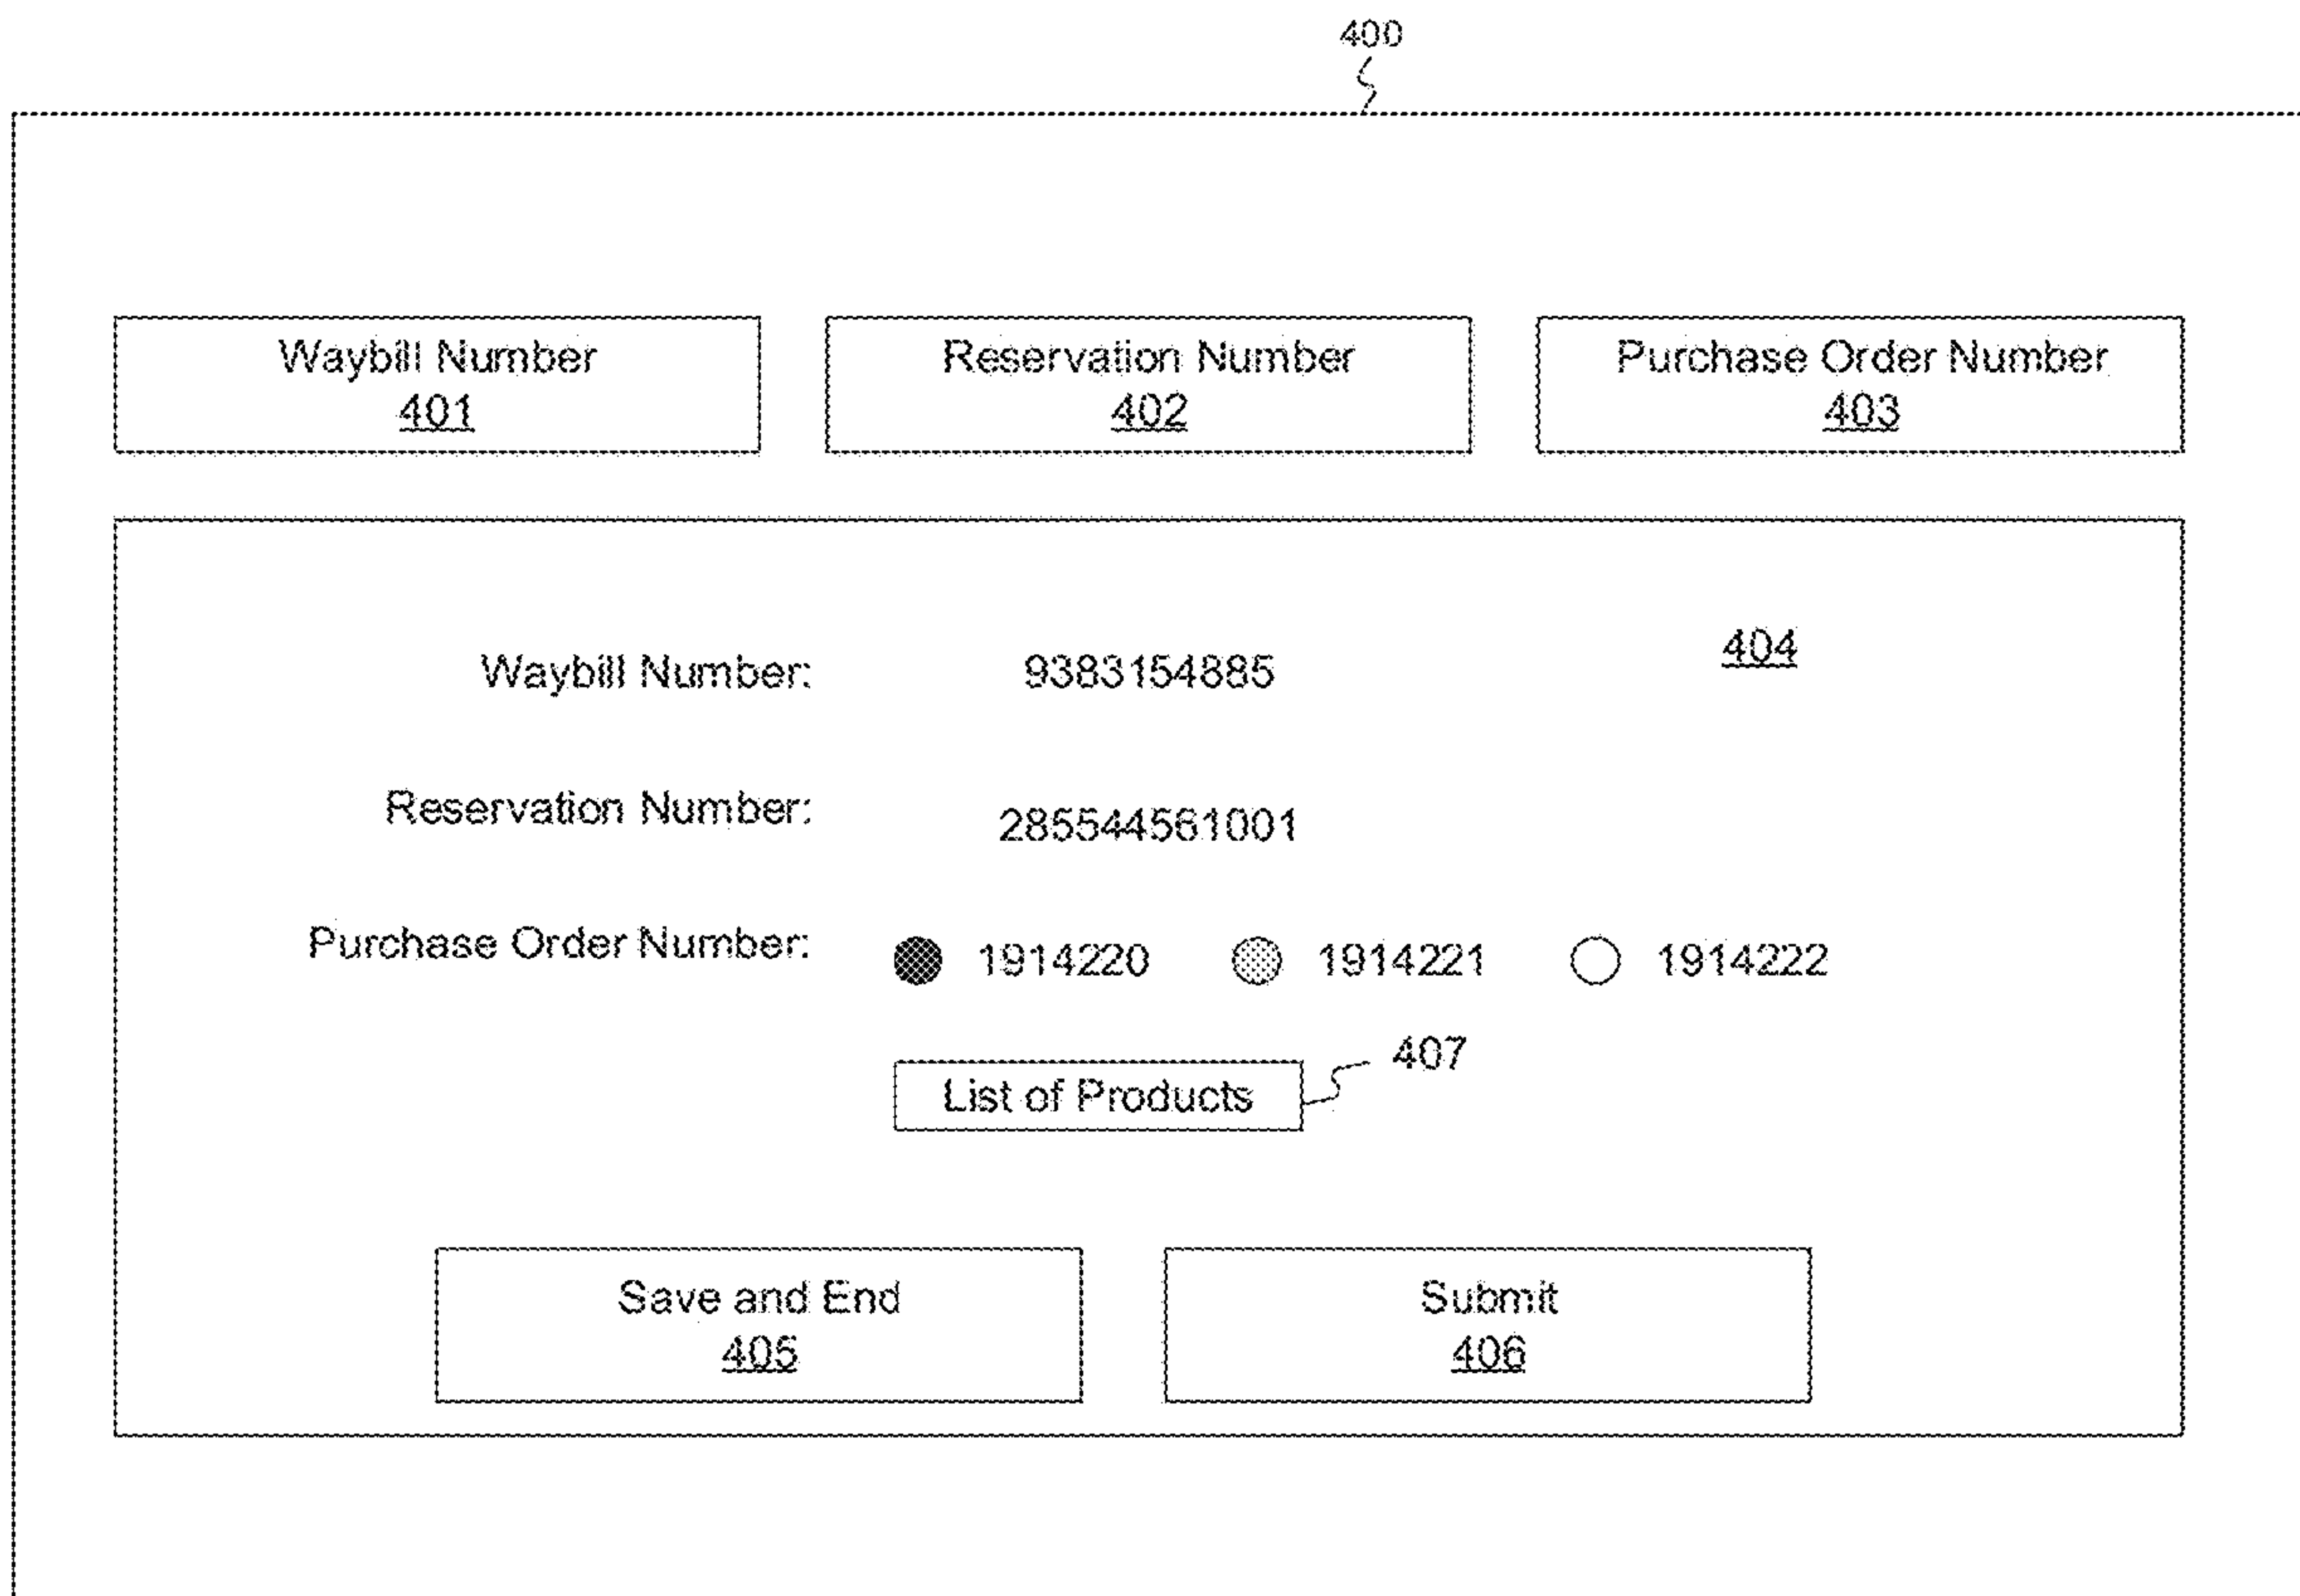 400
Waybill Number
401
Reservation Number
402
Purchase Order Number
403
404
Waybill Number: 9383154885
Reservation Number: 285544561001
Purchase Order Number: 1914220 1914221 1914222
List of Products
407
Save and End
405
Submit
406